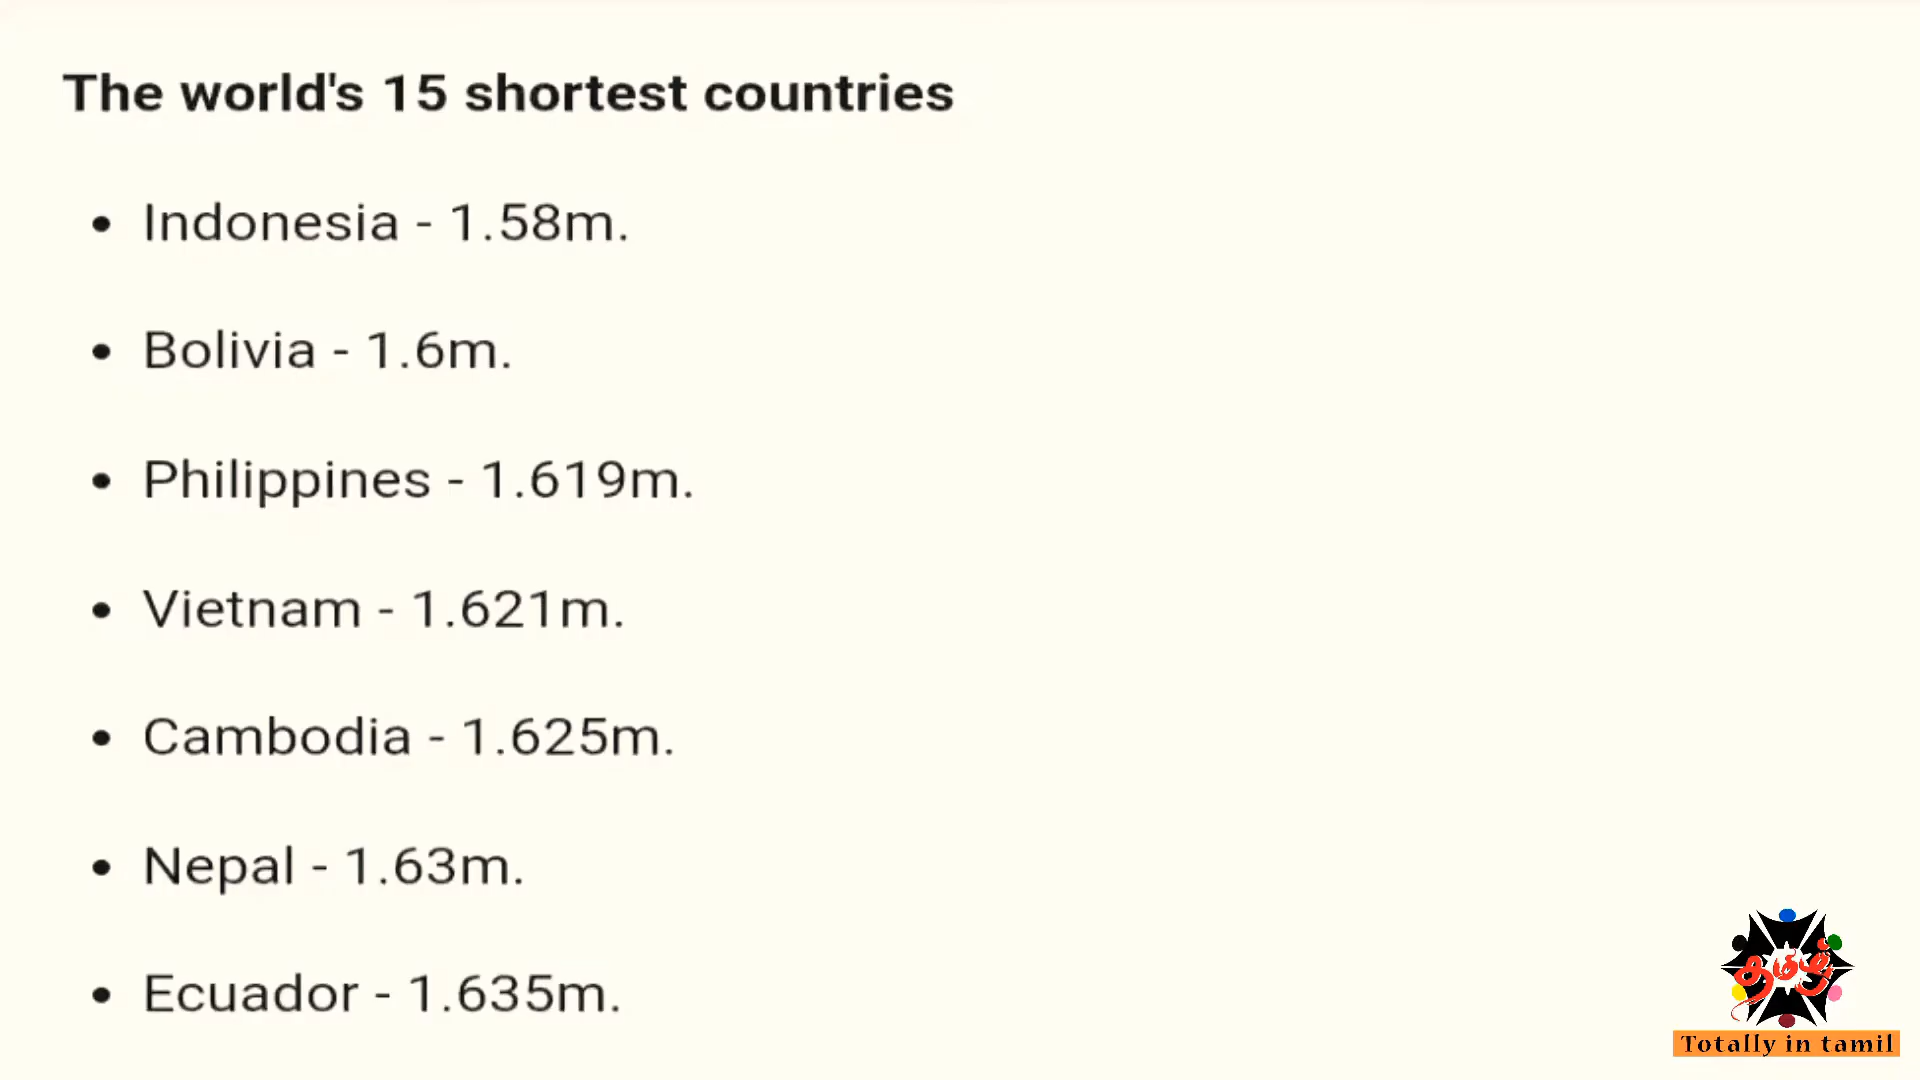 The world's 15 shortest countries
• Indonesia - 1.58m.
• Bolivia - 1.6m.
• Philippines - 1.619m.
• Vietnam - 1.621m.
• Cambodia - 1.625m.
• Nepal - 1.63m.
• Ecuador - 1.635m.
தமிழ்
Totally in tamil